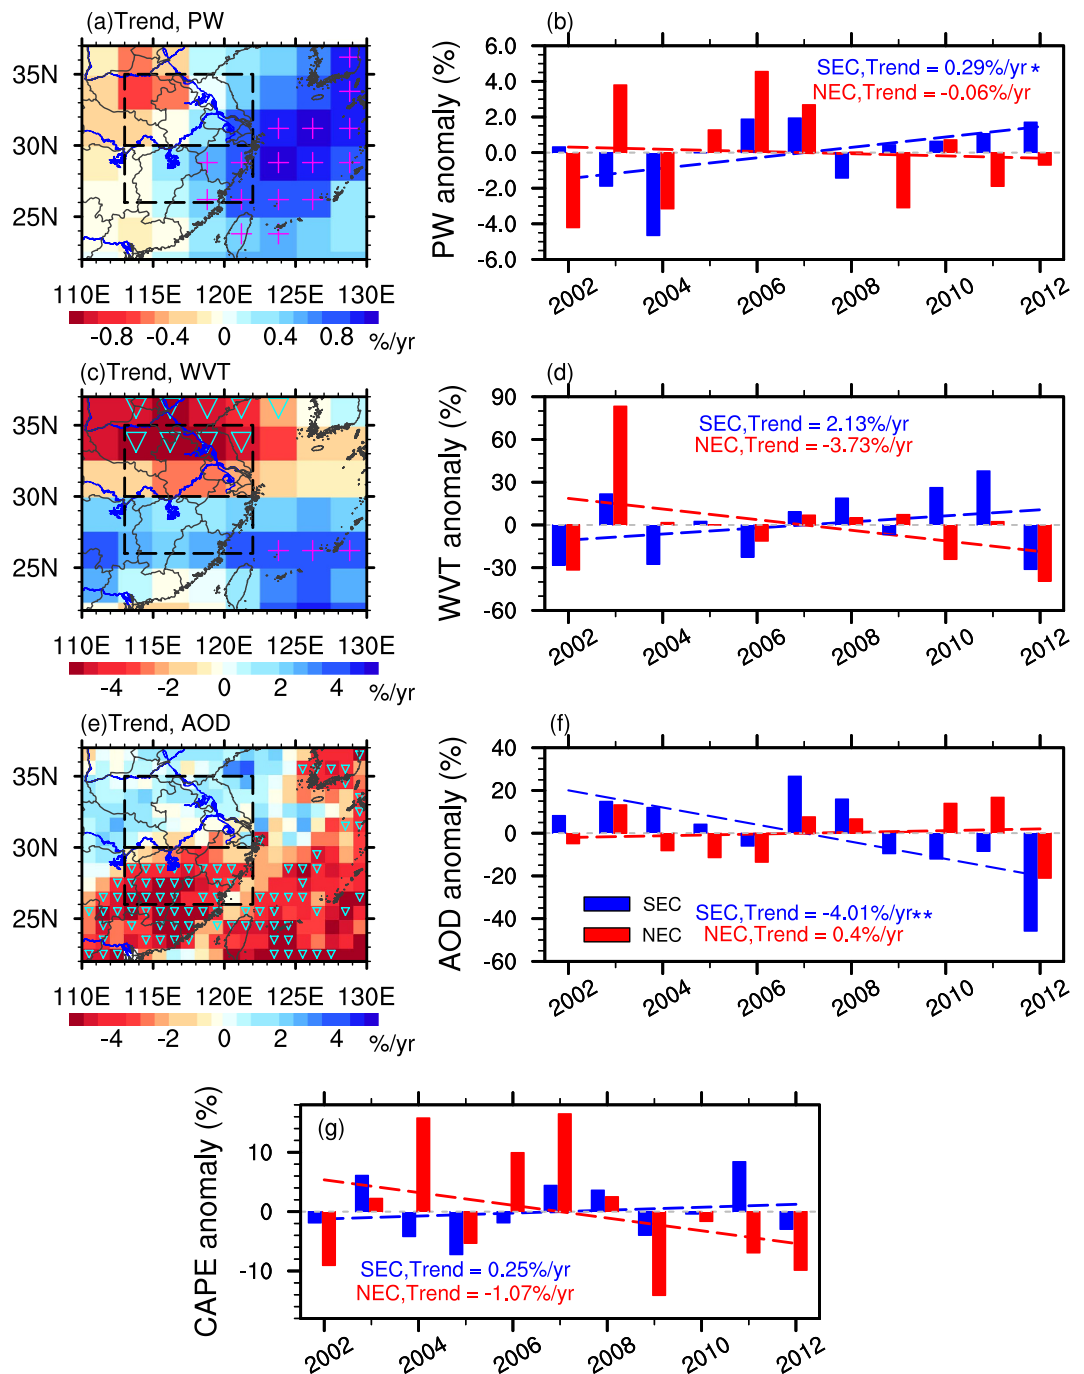 (a)Trend, PW
35N
30N
25N
110E 115E 120E 125E 130E
-0.8 -0.4 0 0.4 0.8
%/yr
(b)
PW anomaly (%)
6.0
4.0
2.0
0.0
-2.0
-4.0
-6.0
SEC,Trend = 0.29%/yr *
NEC,Trend = -0.06%/yr
2002 2004 2006 2008 2010 2012
(c)Trend, WVT
35N
30N
25N
110E 115E 120E 125E 130E
-4 -2 0 2 4
%/yr
(d)
WVT anomaly (%)
90
60
30
0
-30
-60
SEC,Trend = 2.13%/yr
NEC,Trend = -3.73%/yr
2002 2004 2006 2008 2010 2012
(e)Trend, AOD
35N
30N
25N
110E 115E 120E 125E 130E
-4 -2 0 2 4
%/yr
(f)
AOD anomaly (%)
40
20
0
-20
-40
-60
SEC
NEC
SEC,Trend = -4.01%/yr**
NEC,Trend = 0.4%/yr
2002 2004 2006 2008 2010 2012
(g)
CAPE anomaly (%)
10
0
-10
SEC,Trend = 0.25%/yr
NEC,Trend = -1.07%/yr
2002 2004 2006 2008 2010 2012